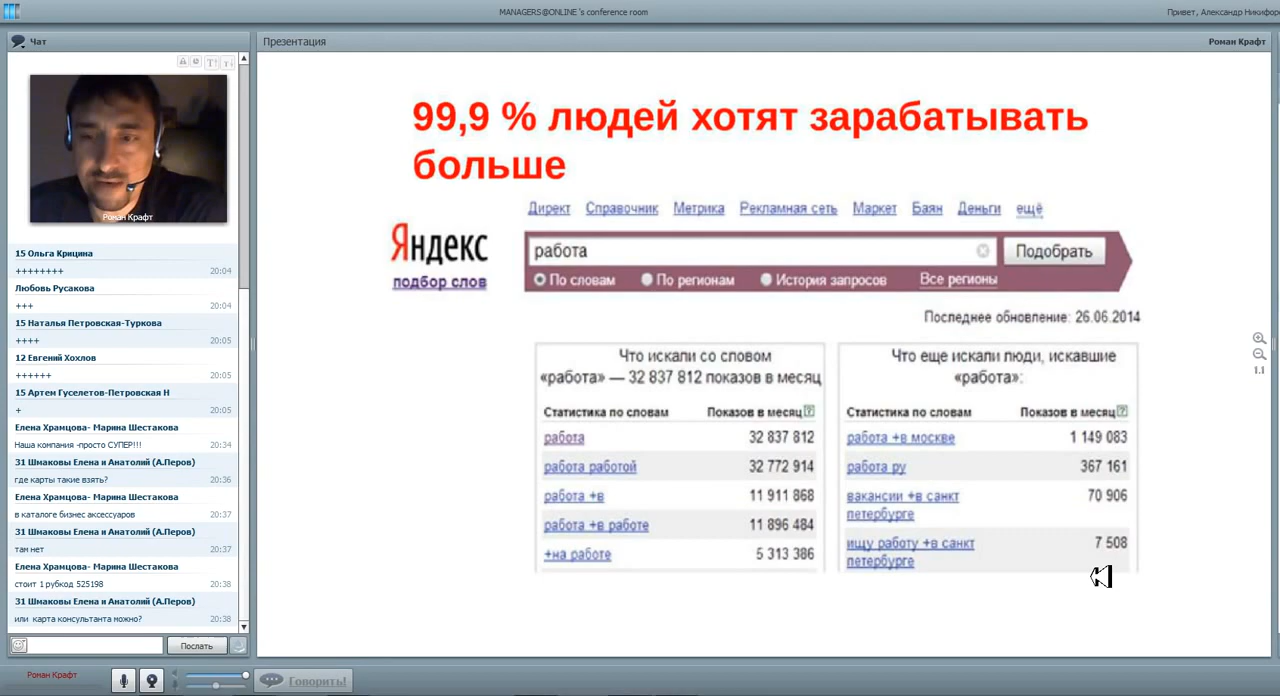 MANAGERS@ONLINE 's conference room
Привет, Александр Никифоро
Чат
Роман Крафт
15 Ольга Крицина
++++++++ 20:04
Любовь Русакова
+++ 20:04
15 Наталья Петровская-Туркова
++++ 20:05
12 Евгений Хохлов
++++++ 20:05
15 Артем Гуселетов-Петровская Н
+ 20:05
Елена Храмцова- Марина Шестакова
Наша компания -просто СУПЕР!!! 20:34
31 Шмаковы Елена и Анатолий (А.Перов)
где карты такие взять? 20:36
Елена Храмцова- Марина Шестакова
в каталоге бизнес аксессуаров 20:37
31 Шмаковы Елена и Анатолий (А.Перов)
там нет 20:37
Елена Храмцова- Марина Шестакова
стоит 1 рубкод 525198 20:38
31 Шмаковы Елена и Анатолий (А.Перов)
или карта консультанта можно? 20:38
Послать
Роман Крафт
Говорить!
Презентация
Роман Крафт
99,9 % людей хотят зарабатывать
больше
Директ Справочник Метрика Рекламная сеть Маркет Баян Деньги ещё
Яндекс
подбор слов
работа
Подобрать
По словам По регионам История запросов Все регионы
Последнее обновление: 26.06.2014
Что искали со словом
«работа» — 32 837 812 показов в месяц
Статистика по словам Показов в месяц ?
работа 32 837 812
работа работой 32 772 914
работа +в 11 911 868
работа +в работе 11 896 484
+на работе 5 313 386
Что еще искали люди, искавшие
«работа»:
Статистика по словам Показов в месяц ?
работа +в москве 1 149 083
работа ру 367 161
вакансии +в санкт 70 906
петербурге
ищу работу +в санкт 7 508
петербурге
1.1